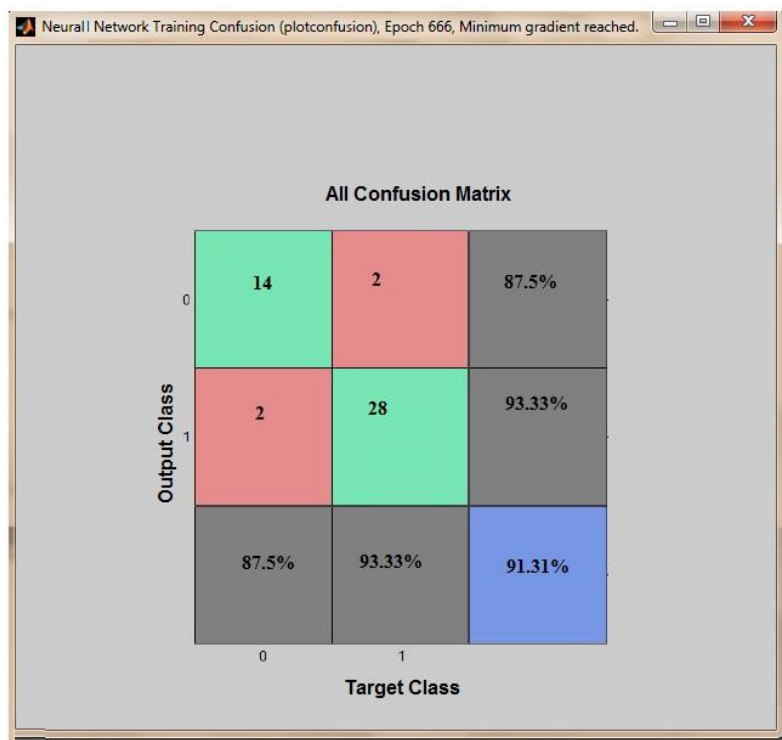 Neurall Network Training Confusion (plotconfusion), Epoch 666, Minimum gradient reached.
All Confusion Matrix
0 14 2 87.5%
1 2 28 93.33%
87.5% 93.33% 91.31%
0 1
Output Class
Target Class